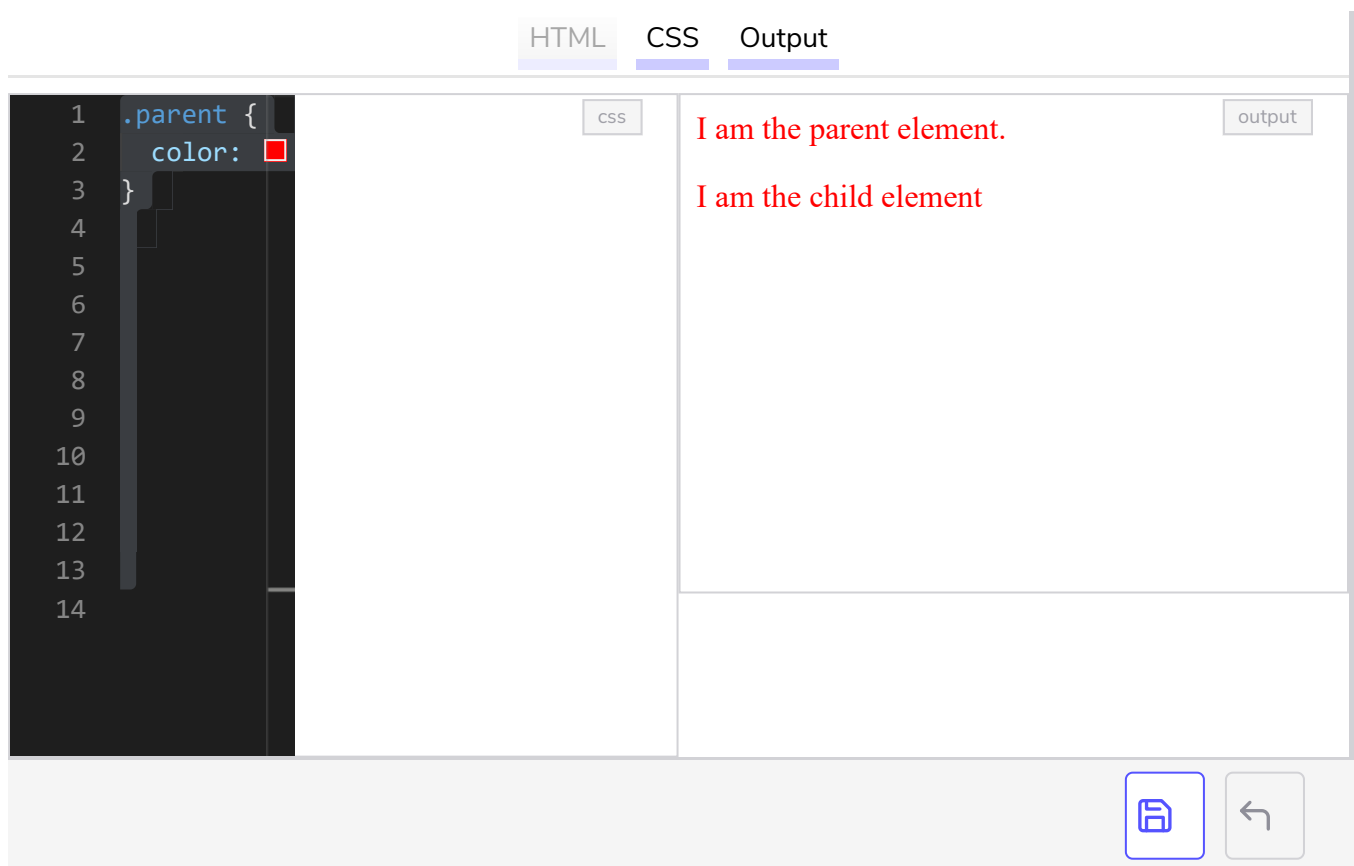 HTML CSS Output
1 .parent {
2 color:
3 }
4
5
6
7
8
9
10
11
12
13
14
css
I am the parent element.
I am the child element
output